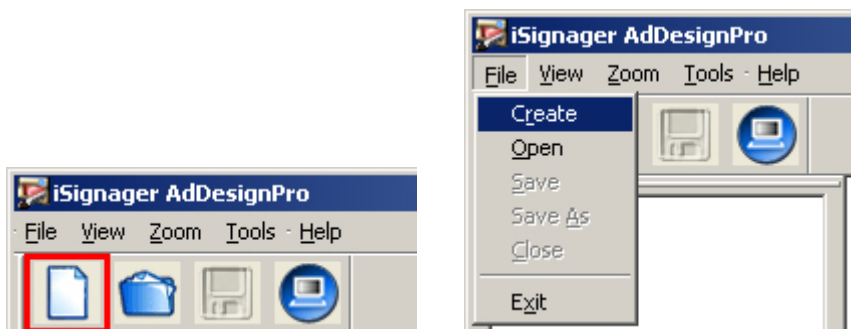 iSignager AdDesignPro
File View Zoom Tools Help
iSignager AdDesignPro
File View Zoom Tools Help
Create
Open
Save
Save As
Close
Exit